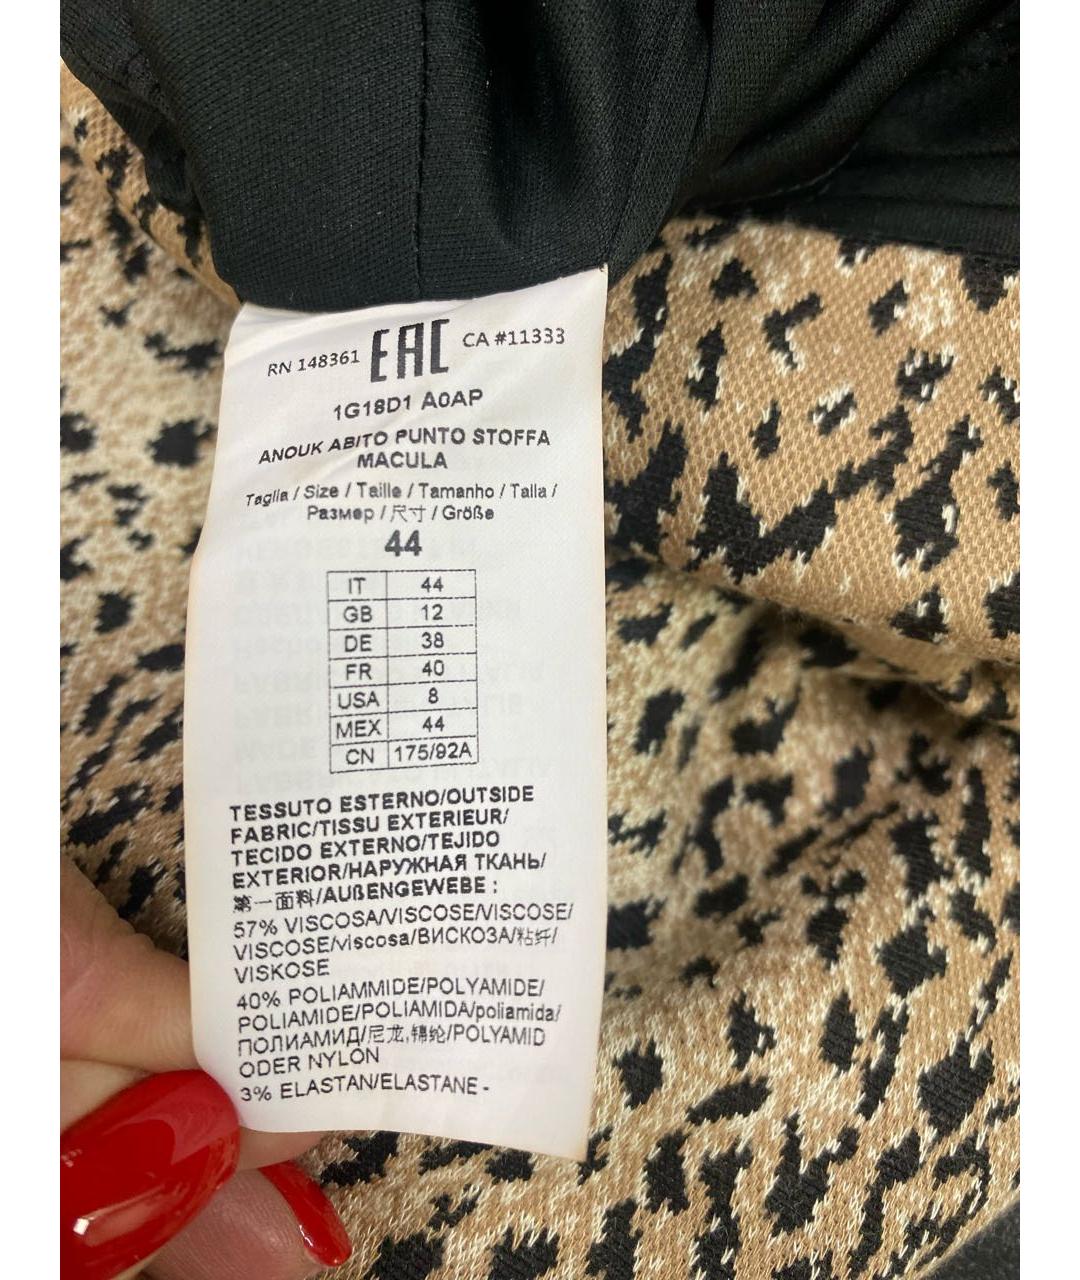 RN 148361 EAC CA #11333
1G18D1 A0AP
ANOUK ABITO PUNTO STOFFA
MACULA
Taglia / Size / Taille / Tamanho / Talla /
Размер / 尺寸 / Größe
44
IT 44
GB 12
DE 38
FR 40
USA 8
MEX 44
CN 175/92A
TESSUTO ESTERNO/OUTSIDE
FABRIC/TISSU EXTERIEUR/
TECIDO EXTERNO/TEJIDO
EXTERIOR/НАРУЖНАЯ ТКАНЬ/
第一面料/AUßENGEWEBE :
57% VISCOSA/VISCOSE/VISCOSE/
VISCOSE/viscosa/ВИСКОЗА/粘纤/
VISKOSE
40% POLIAMMIDE/POLYAMIDE/
POLIAMIDE/POLIAMIDA/poliamida/
ПОЛИАМИД/尼龙,锦纶/POLYAMID
ODER NYLON
3% ELASTAN/ELASTANE -